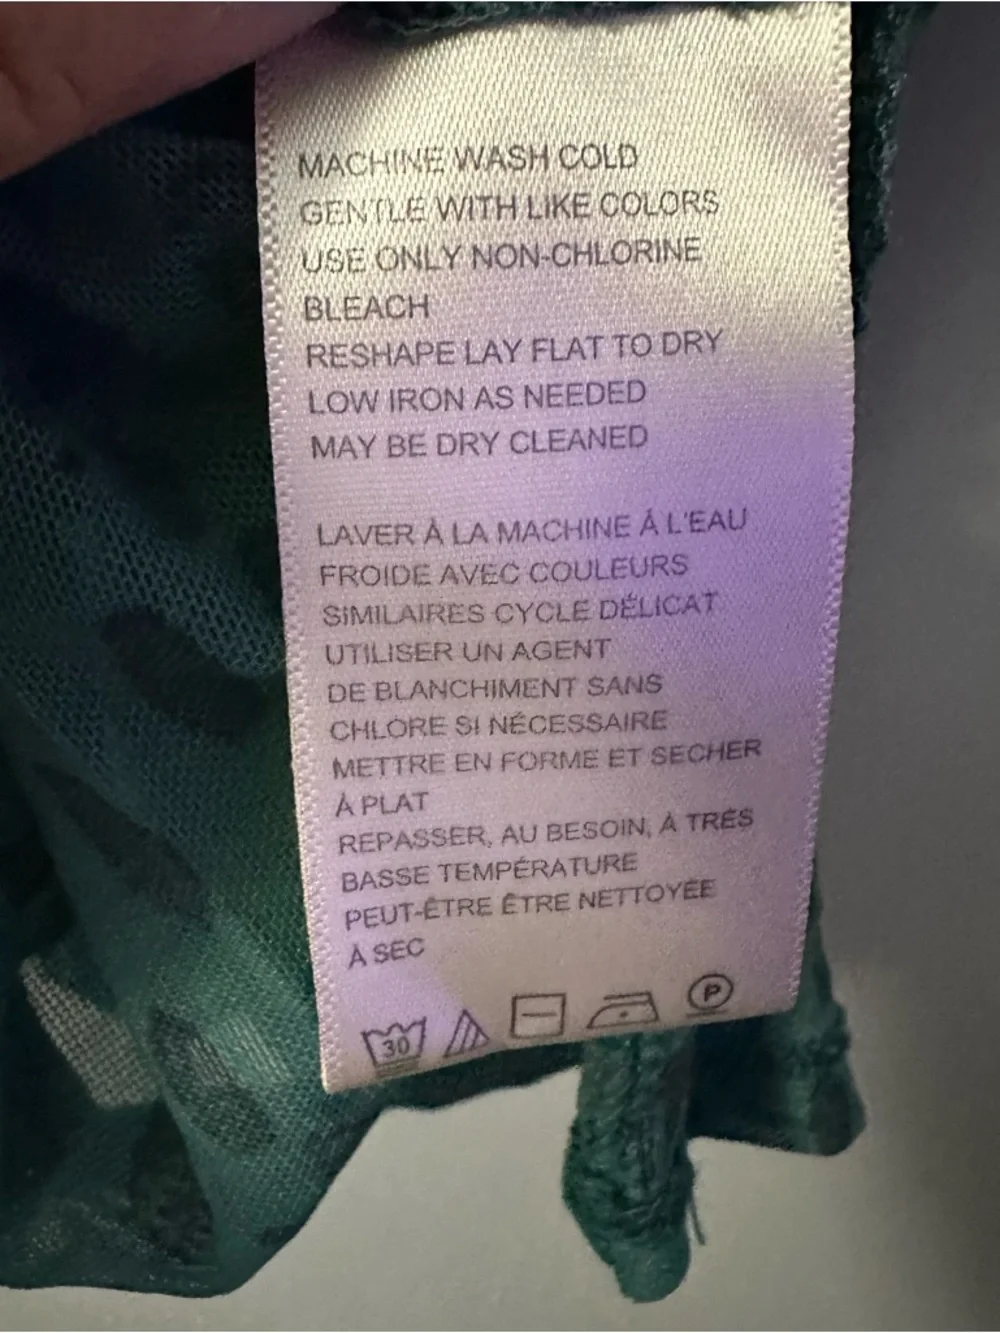 MACHINE WASH COLD
GENTLE WITH LIKE COLORS
USE ONLY NON-CHLORINE
BLEACH
RESHAPE LAY FLAT TO DRY
LOW IRON AS NEEDED
MAY BE DRY CLEANED
LAVER À LA MACHINE À L'EAU
FROIDE AVEC COULEURS
SIMILAIRES CYCLE DÉLICAT
UTILISER UN AGENT
DE BLANCHIMENT SANS
CHLORE SI NÉCESSAIRE
METTRE EN FORME ET SECHER
À PLAT
REPASSER, AU BESOIN, À TRÈS
BASSE TEMPÉRATURE
PEUT-ÊTRE ÊTRE NETTOYÉE
À SEC
30
P